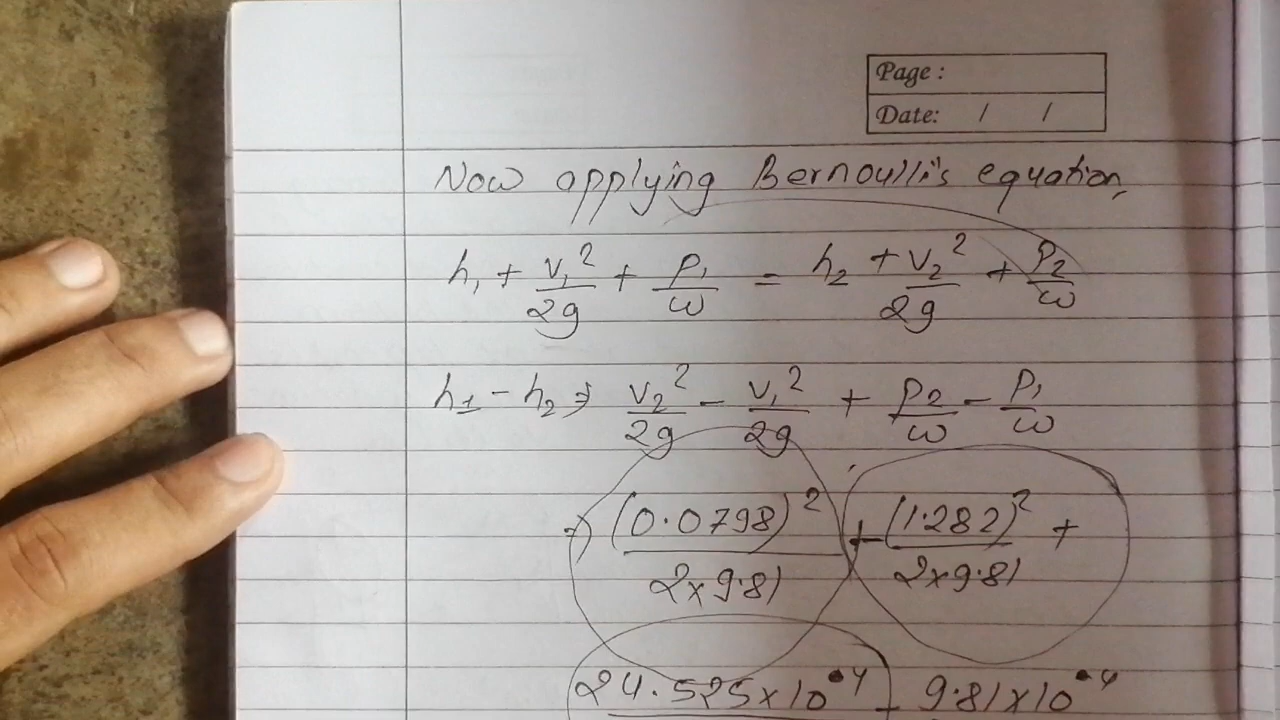 Page :
Date: / /
Now applying Bernoulli's equation,
h₁ + v₁²/2g + P₁/ω = h₂ + v₂²/2g + P₂/ω
h1 - h2 ⇒ v₂²/2g - v₁²/2g + P2/ω - P₁/ω
⇒ (0.0798)²/2×9.81 + (1.282)²/2×9.81 +
24.525×10⁴ - 9.81×10⁴